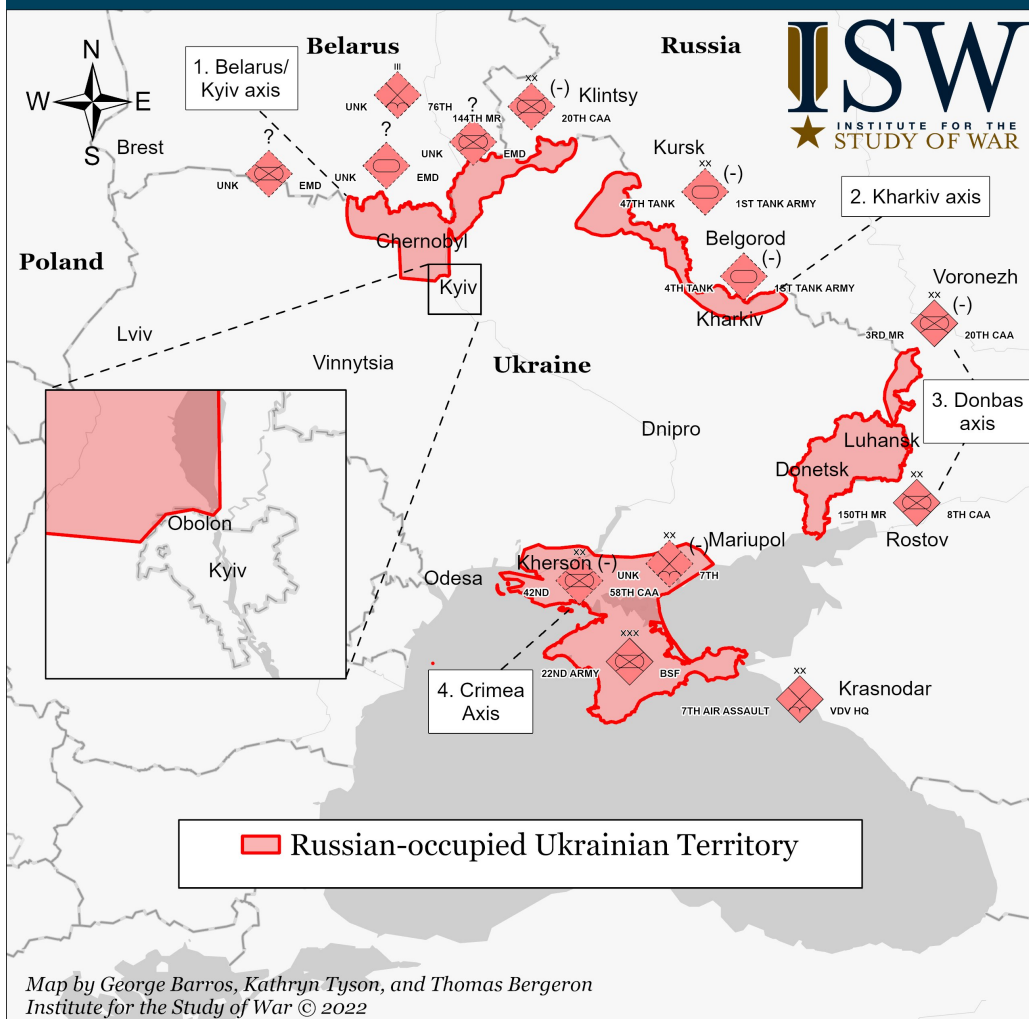 N
W
E
S
Belarus
Russia
ISW
INSTITUTE FOR THE
STUDY OF WAR
1. Belarus/
Kyiv axis
III
UNK
76TH
?
144TH MR
XX
(-)
Klintsy
20TH CAA
Brest
?
UNK
EMD
?
UNK
EMD
UNK
EMD
Kursk
XX
(-)
47TH TANK
1ST TANK ARMY
2. Kharkiv axis
Belgorod
(-)
4TH TANK
1ST TANK ARMY
Kharkiv
Poland
Chernobyl
Kyiv
Voronezh
XX
(-)
3RD MR
20TH CAA
Lviv
Vinnytsia
Ukraine
3. Donbas
axis
Dnipro
Luhansk
Donetsk
XX
150TH MR
8TH CAA
Rostov
Obolon
Kyiv
Odesa
Kherson
XX
(-)
42ND
58TH CAA
XX
(-)
UNK
7TH
Mariupol
4. Crimea
Axis
XXX
22ND ARMY
BSF
XX
7TH AIR ASSAULT
VDV HQ
Krasnodar
Russian-occupied Ukrainian Territory
Map by George Barros, Kathryn Tyson, and Thomas Bergeron
Institute for the Study of War © 2022